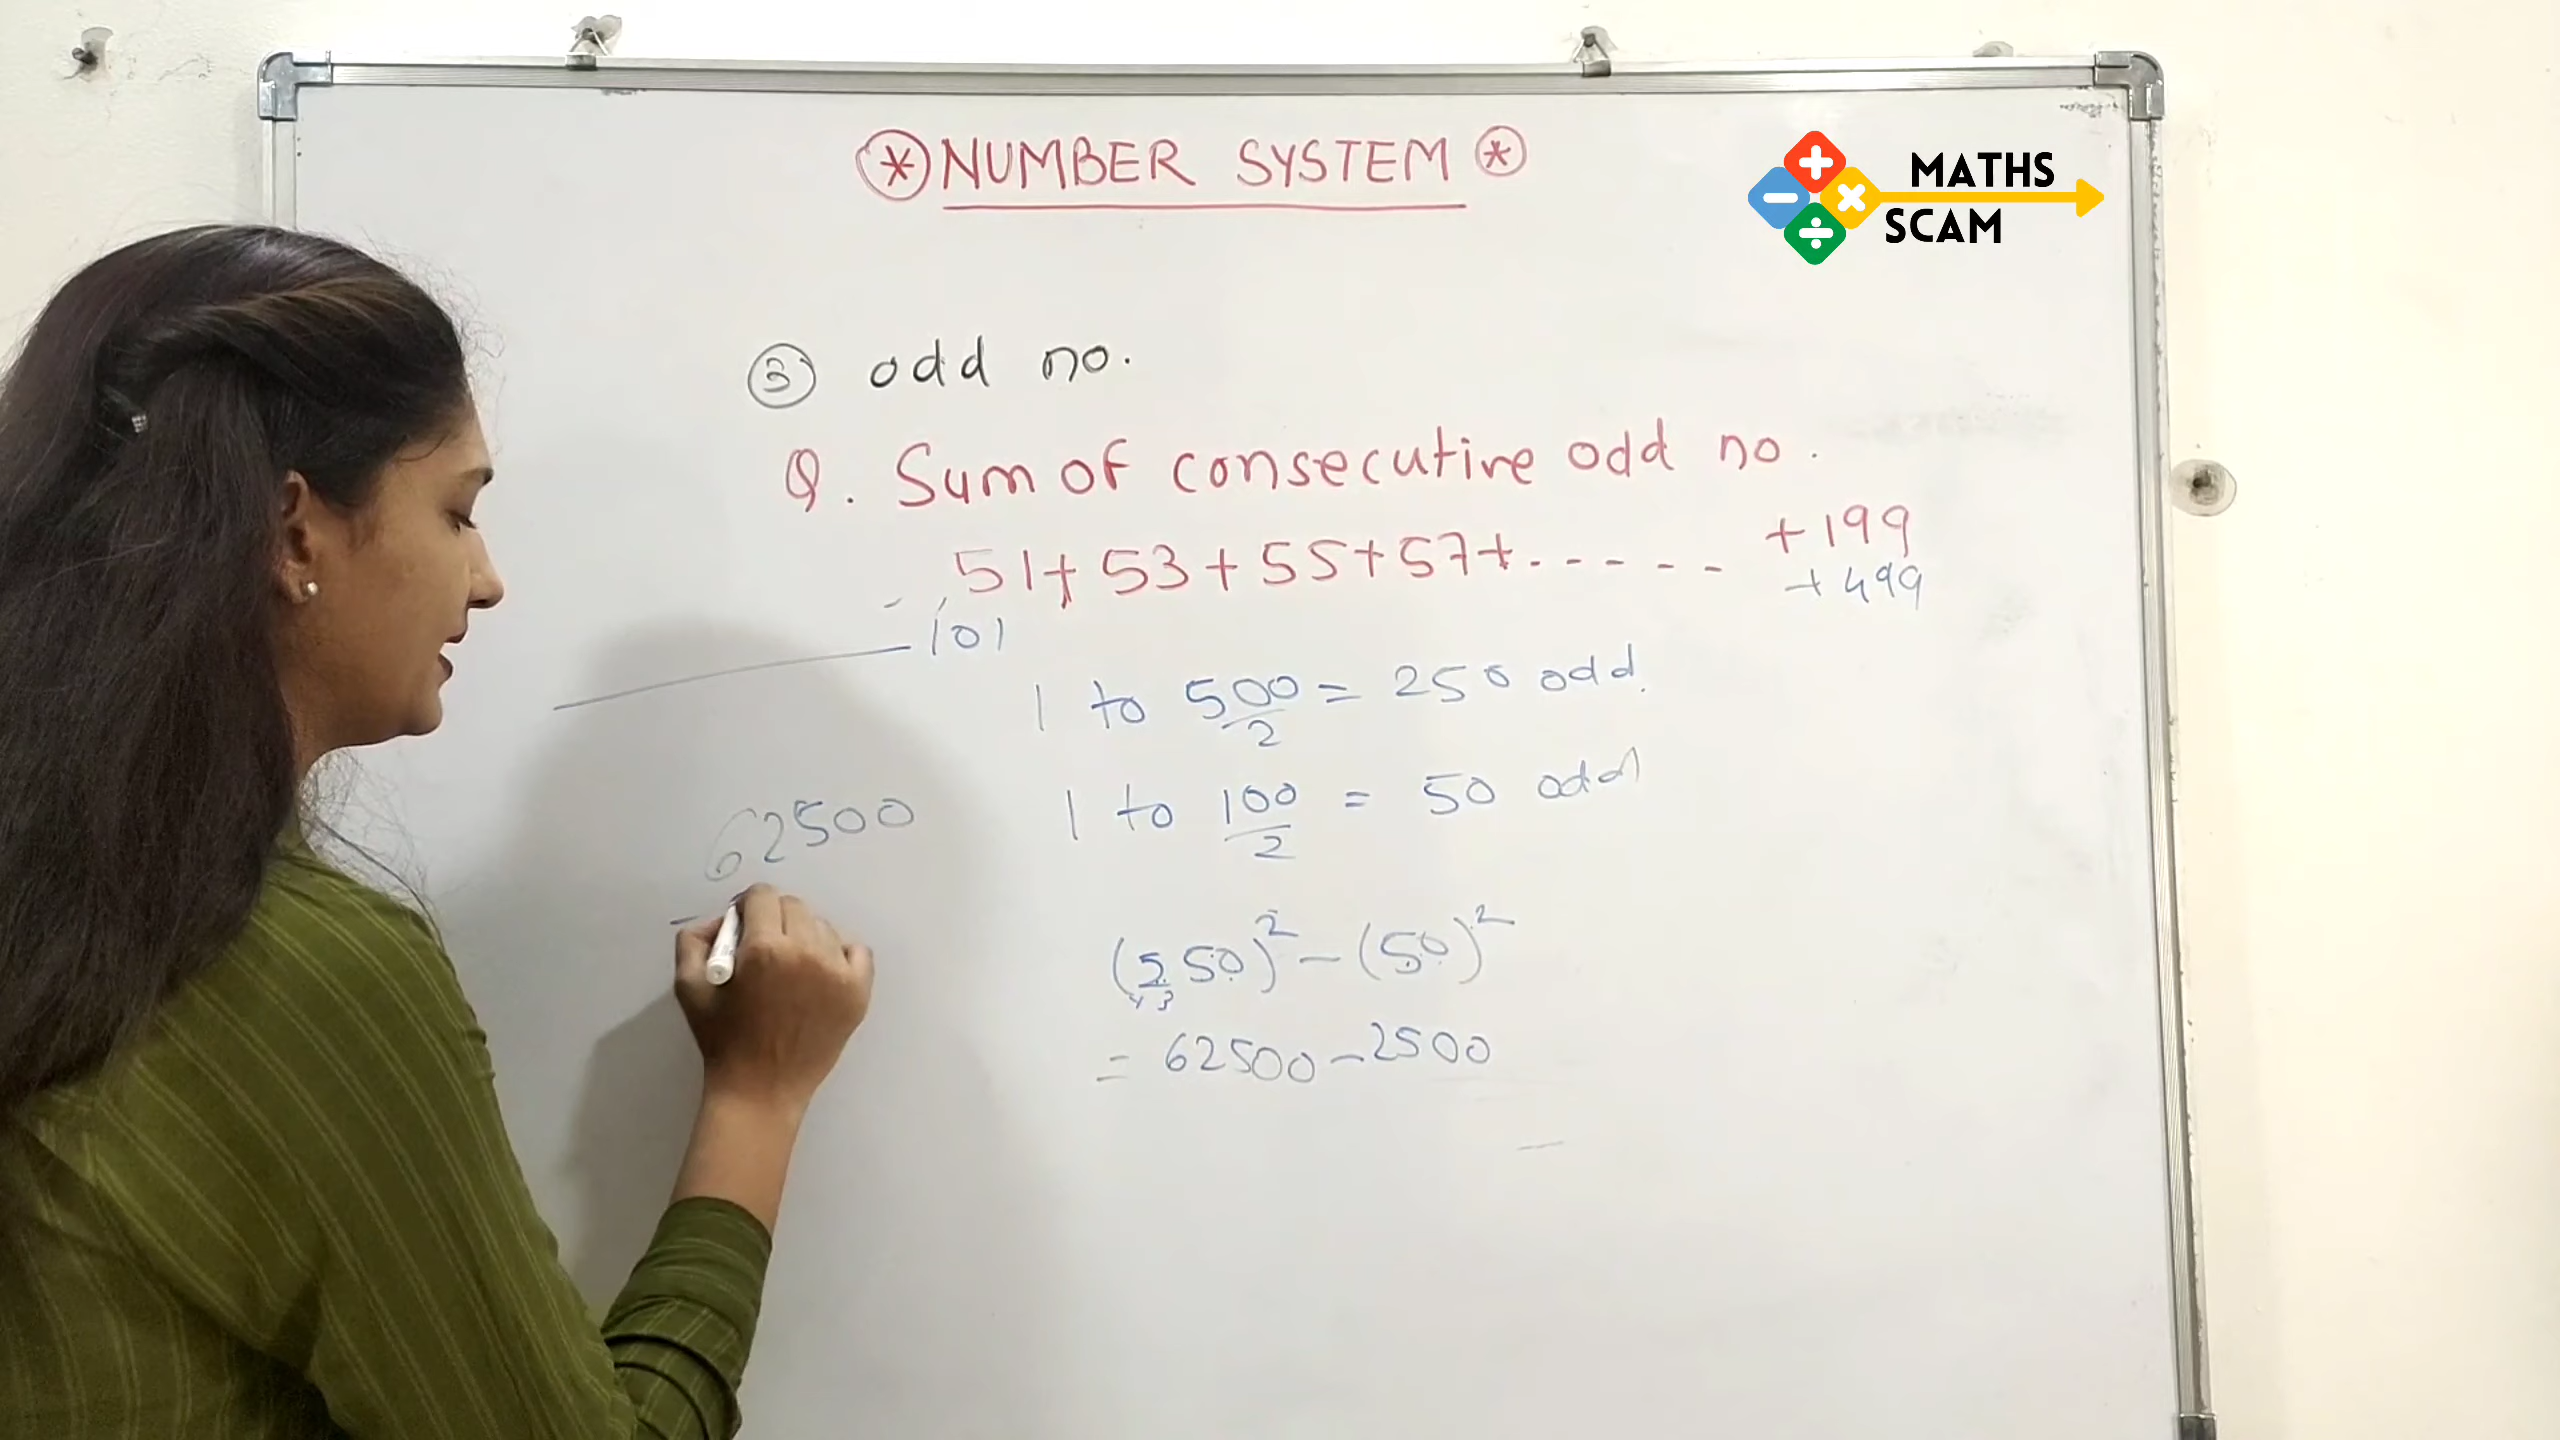 * NUMBER SYSTEM *
MATHS
SCAM
③ odd no.
Q. Sum of consecutive odd no.
51 + 53 + 55 + 57 + . - - - - - + 199
+ 499
101
1 to 500/2 = 250 odd.
1 to 100/2 = 50 odd
62500
-
(250)² - (50)²
= 62500 - 2500